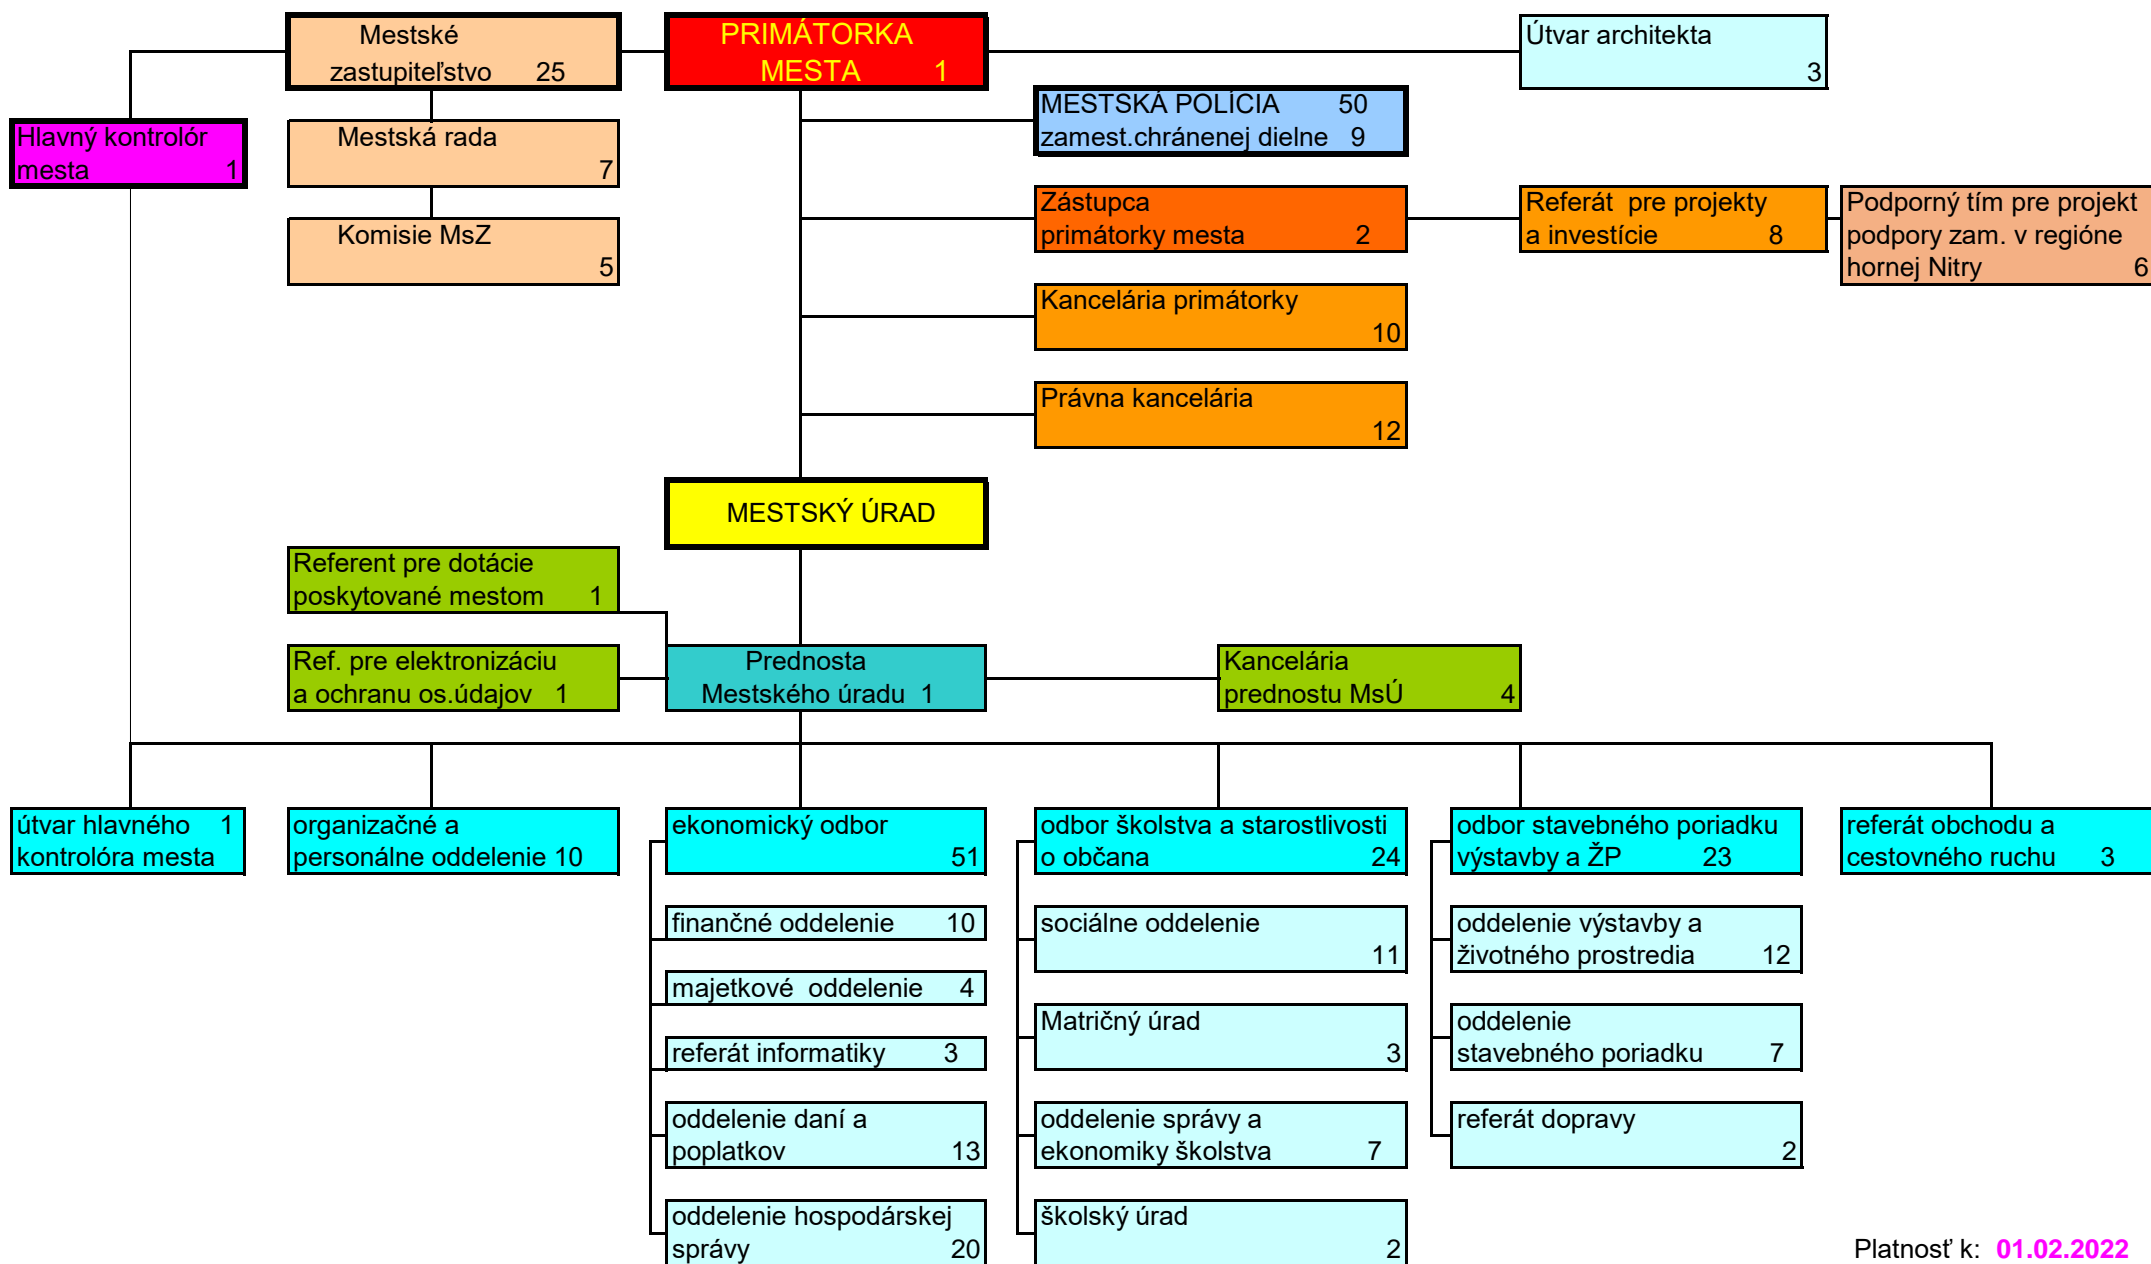 Mestské
zastupiteľstvo 25
PRIMÁTORKA
MESTA 1
Útvar architekta
3
MESTSKÁ POLÍCIA 50
zamest.chránenej dielne 9
Hlavný kontrolór
mesta 1
Mestská rada
7
Zástupca
primátorky mesta 2
Referát pre projekty
a investície 8
Podporný tím pre projekt
podpory zam. v regióne
hornej Nitry 6
Komisie MsZ
5
Kancelária primátorky
10
Právna kancelária
12
MESTSKÝ ÚRAD
Referent pre dotácie
poskytované mestom 1
Ref. pre elektronizáciu
a ochranu os.údajov 1
Prednosta
Mestského úradu 1
Kancelária
prednostu MsÚ 4
útvar hlavného 1
kontrolóra mesta
organizačné a
personálne oddelenie 10
ekonomický odbor
51
odbor školstva a starostlivosti
o občana 24
odbor stavebného poriadku
výstavby a ŽP 23
referát obchodu a
cestovného ruchu 3
finančné oddelenie 10
majetkové oddelenie 4
referát informatiky 3
oddelenie daní a
poplatkov 13
oddelenie hospodárskej
správy 20
sociálne oddelenie
11
Matričný úrad
3
oddelenie správy a
ekonomiky školstva 7
školský úrad
2
oddelenie výstavby a
životného prostredia 12
oddelenie
stavebného poriadku 7
referát dopravy
2
Platnosť k: 01.02.2022